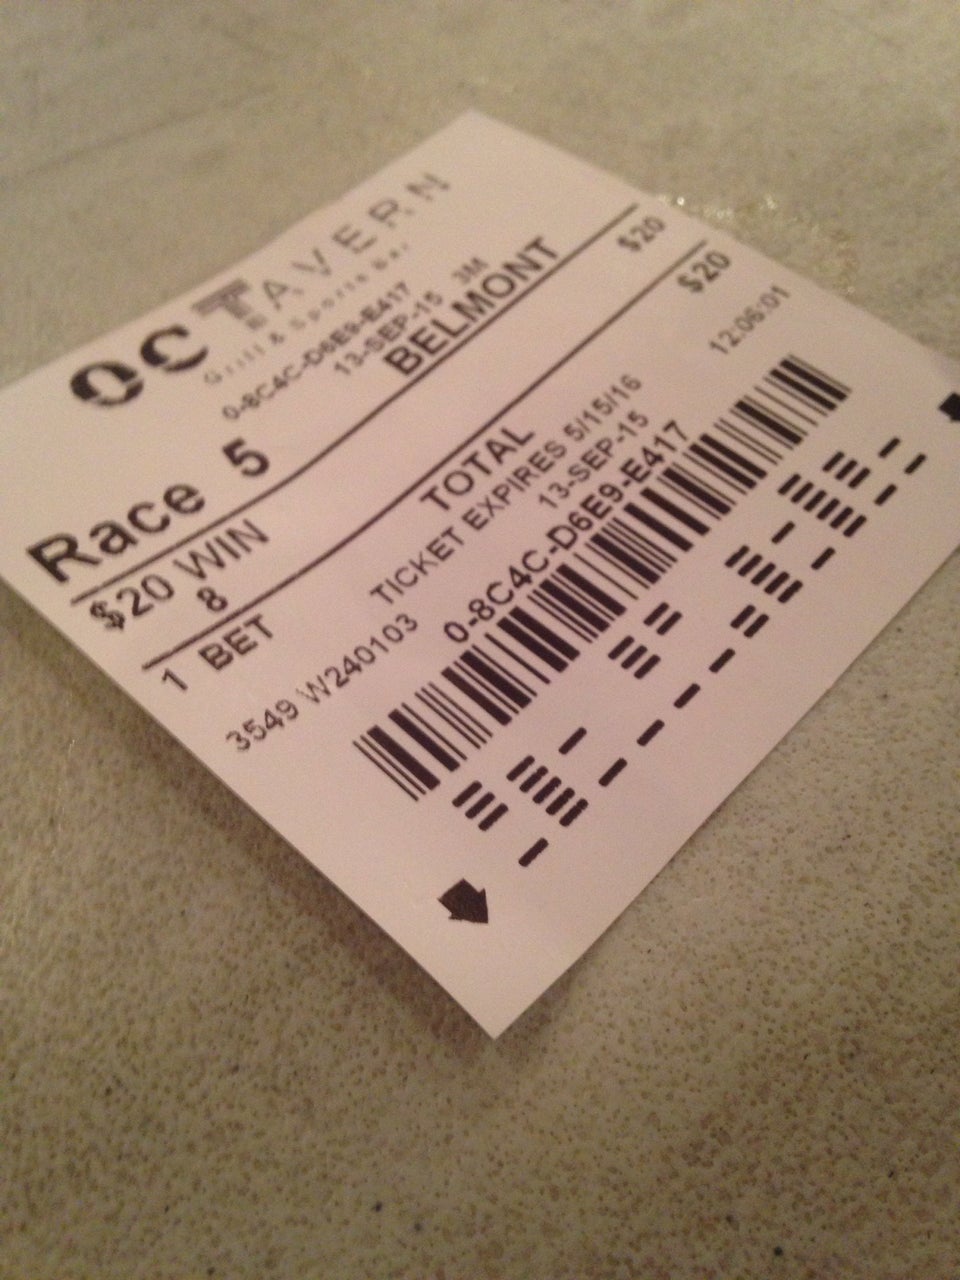 OCTAVERN
Grill & Sports Bar
0-8C4C-D6E9-E417
13-SEP-15 3M
Race 5 BELMONT
$20 WIN $20
8
1 BET TOTAL $20
TICKET EXPIRES 5/15/16
3549 W240103 13-SEP-15 12:06:01
0-8C4C-D6E9-E417